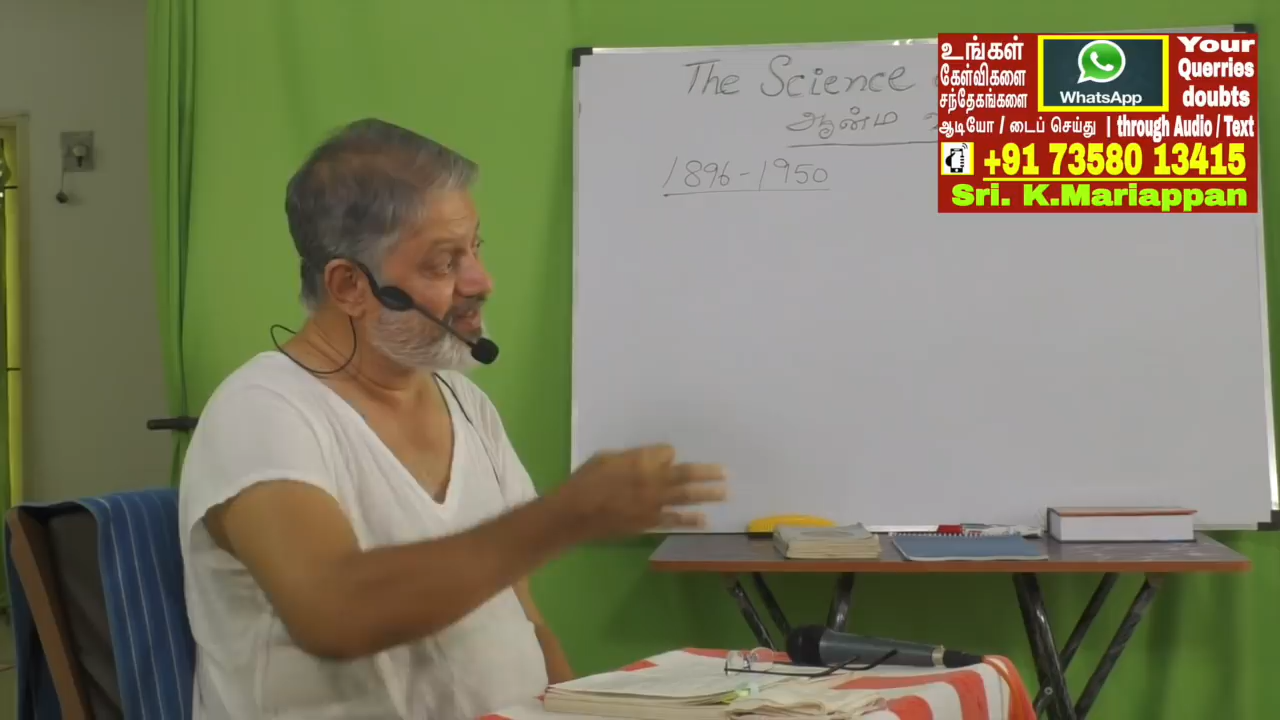 The Science
ஆன்ம
1896-1950
உங்கள்
கேள்விகளை
சந்தேகங்களை
WhatsApp
Your
Querries
doubts
ஆடியோ / டைப் செய்து | through Audio / Text
+91 73580 13415
Sri. K.Mariappan